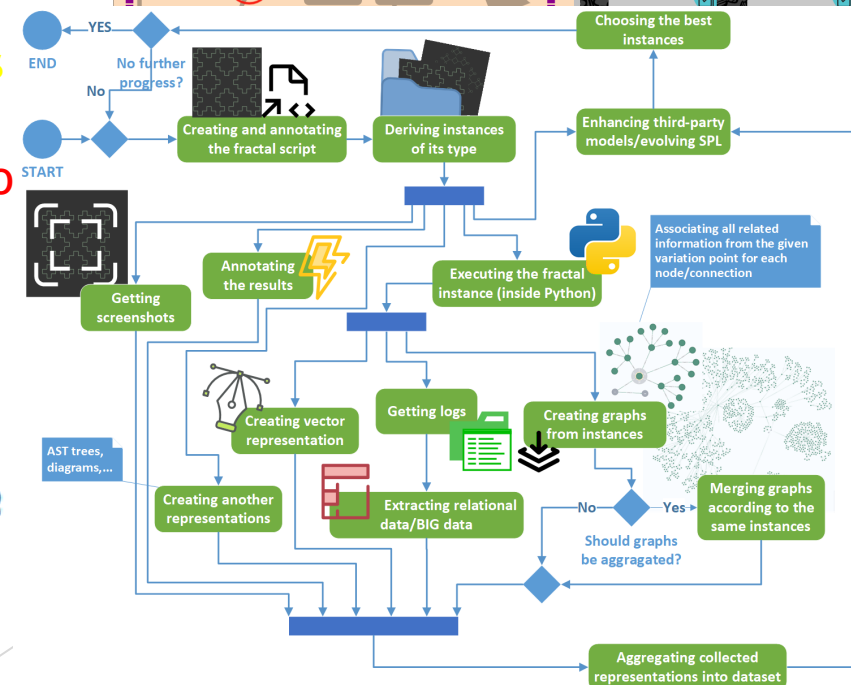 YES
END
No further
progress?
No
START
Choosing the best
instances
Creating and annotating
the fractal script
Deriving instances
of its type
Enhancing third-party
models/evolving SPL
Getting
screenshots
Annotating
the results
Executing the fractal
instance (inside Python)
Associating all related
information from the given
variation point for each
node/connection
Creating vector
representation
Getting logs
Creating graphs
from instances
AST trees,
diagrams,...
Creating another
representations
Extracting relational
data/BIG data
No
Yes
Should graphs
be aggragated?
Merging graphs
according to the
same instances
Aggregating collected
representations into dataset